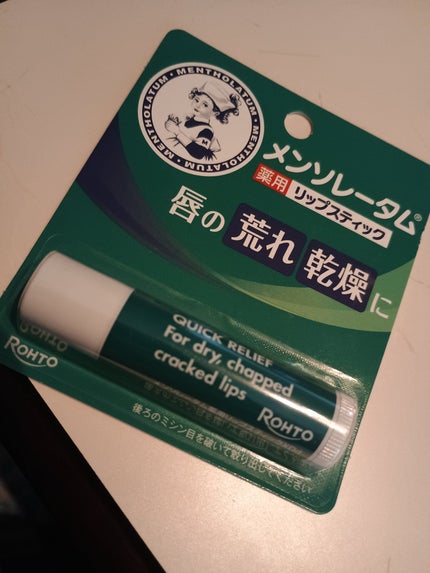 MENTHOLATUM • MENTHOLATUM • MENTHOLATUM
メンソレータム®
薬用 リップスティック
唇の 荒れ 乾燥に
QUICK RELIEF
For dry, chapped
cracked lips
ROHTO
ROHTO
後ろのミシン目を破いて取り出してください